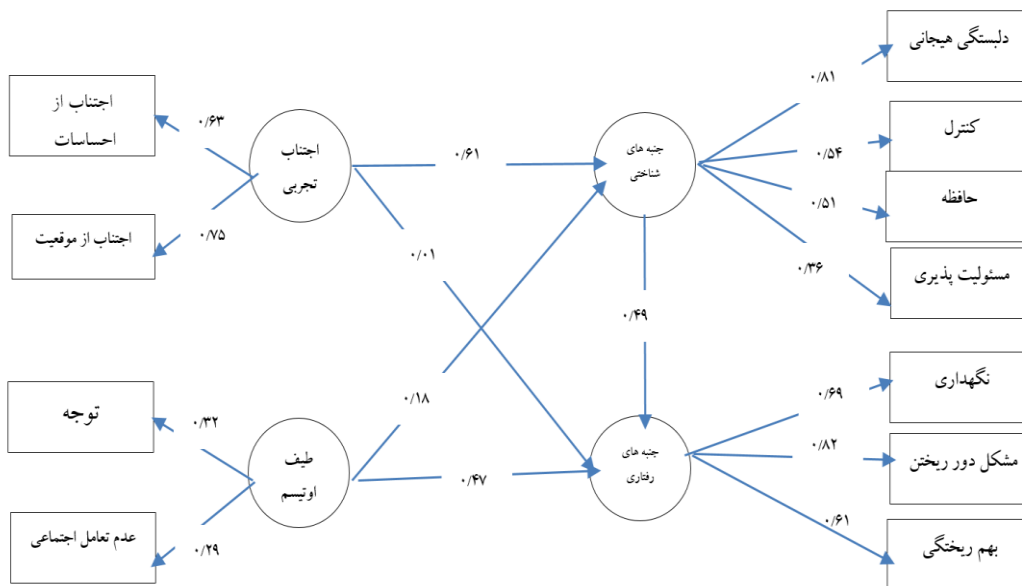 دلبستگی هیجانی
۰/۸۱
اجتناب از
احساسات
۰/۶۳
اجتناب
تجربی
۰/۶۱
جنبه های
شناختی
۰/۵۴
کنترل
۰/۵۱
حافظه
اجتناب از موقعیت
۰/۷۵
۰/۰۱
۰/۳۶
مسئولیت پذیری
۰/۴۹
نگهداری
۰/۶۹
توجه
۰/۳۲
۰/۱۸
طیف
اوتیسم
۰/۴۷
جنبه های
رفتاری
۰/۸۲
مشکل دور ریختن
عدم تعامل اجتماعی
۰/۲۹
۰/۶۱
بهم ریختگی